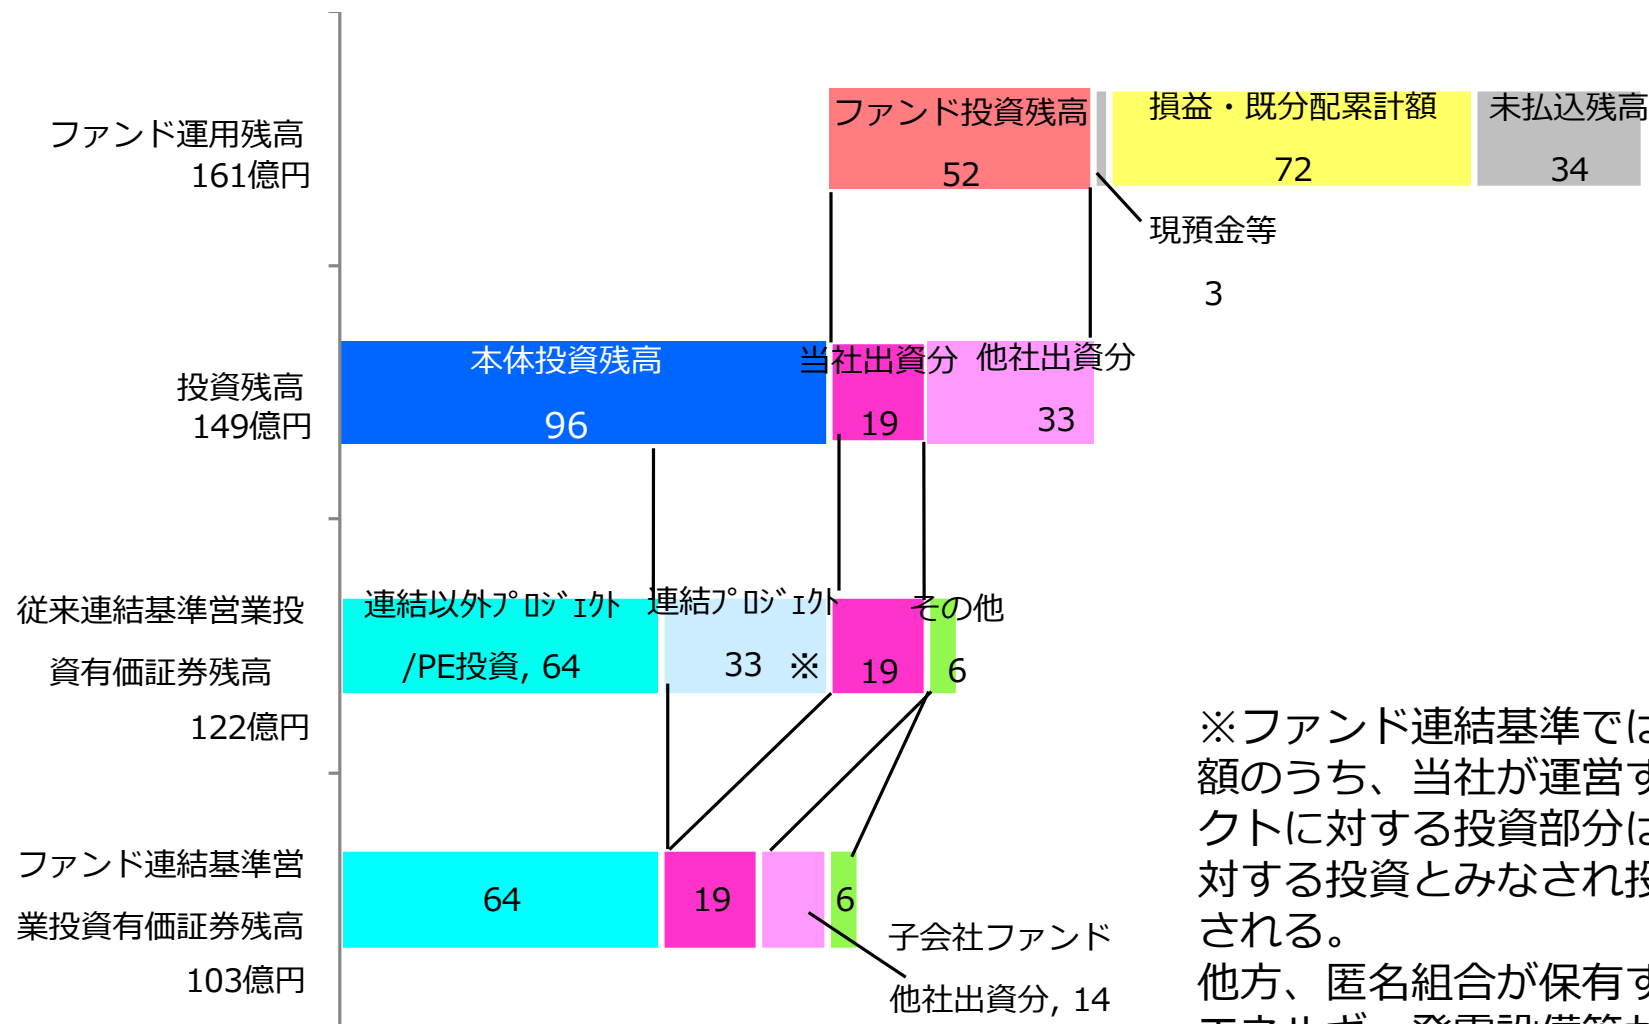 ファンド運用残高
161億円
ファンド投資残高
52
損益・既分配累計額
72
未払込残高
34
現預金等
3
投資残高
149億円
本体投資残高
96
当社出資分
19
他社出資分
33
従来連結基準営業投
資有価証券残高
122億円
連結以外ﾌﾟﾛｼﾞｪｸﾄ
/PE投資, 64
連結ﾌﾟﾛｼﾞｪｸﾄ
33 ※
19
その他
6
ファンド連結基準営
業投資有価証券残高
103億円
64
19
6
子会社ファンド
他社出資分, 14
※ファンド連結基準では
額のうち、当社が運営す
クトに対する投資部分は
対する投資とみなされ投
される。
他方、匿名組合が保有す